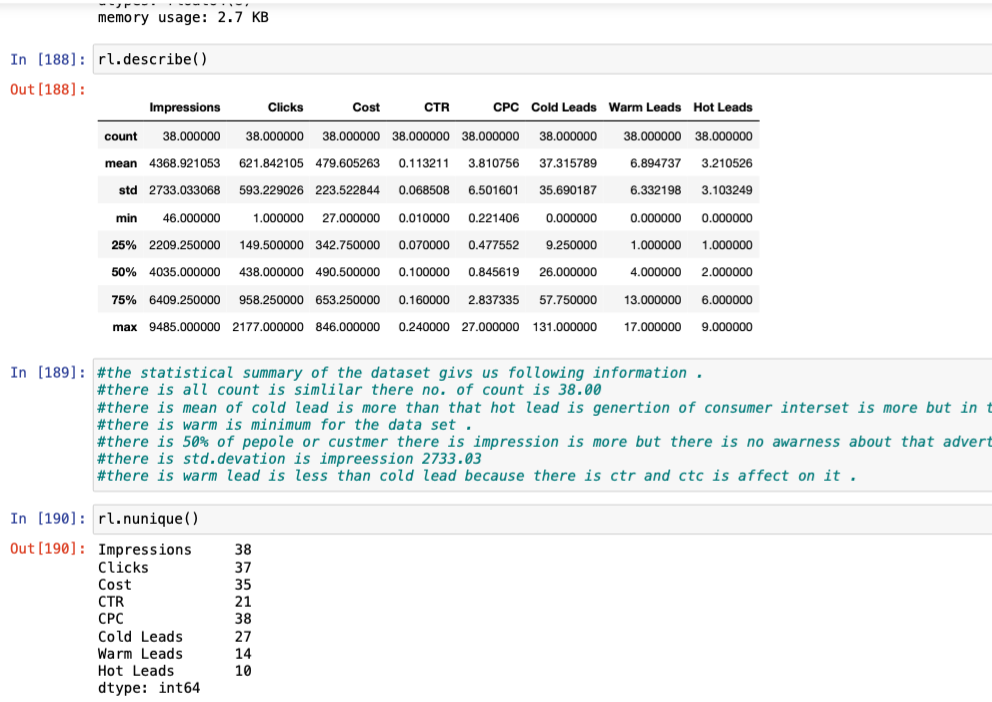 memory usage: 2.7 KB
In [188]: rl.describe()
Out[188]:
Impressions Clicks Cost CTR CPC Cold Leads Warm Leads Hot Leads
count 38.000000 38.000000 38.000000 38.000000 38.000000 38.000000 38.000000 38.000000
mean 4368.921053 621.842105 479.605263 0.113211 3.810756 37.315789 6.894737 3.210526
std 2733.033068 593.229026 223.522844 0.068508 6.501601 35.690187 6.332198 3.103249
min 46.000000 1.000000 27.000000 0.010000 0.221406 0.000000 0.000000 0.000000
25% 2209.250000 149.500000 342.750000 0.070000 0.477552 9.250000 1.000000 1.000000
50% 4035.000000 438.000000 490.500000 0.100000 0.845619 26.000000 4.000000 2.000000
75% 6409.250000 958.250000 653.250000 0.160000 2.837335 57.750000 13.000000 6.000000
max 9485.000000 2177.000000 846.000000 0.240000 27.000000 131.000000 17.000000 9.000000
In [189]: #the statistical summary of the dataset givs us following information .
#there is all count is simlilar there no. of count is 38.00
#there is mean of cold lead is more than that hot lead is genertion of consumer interset is more but in
#there is warm is minimum for the data set .
#there is 50% of pepole or custmer there is impression is more but there is no awarness about that advert
#there is std.devation is impreession 2733.03
#there is warm lead is less than cold lead because there is ctr and ctc is affect on it .
In [190]: rl.nunique()
Out[190]: Impressions 38
Clicks 37
Cost 35
CTR 21
CPC 38
Cold Leads 27
Warm Leads 14
Hot Leads 10
dtype: int64